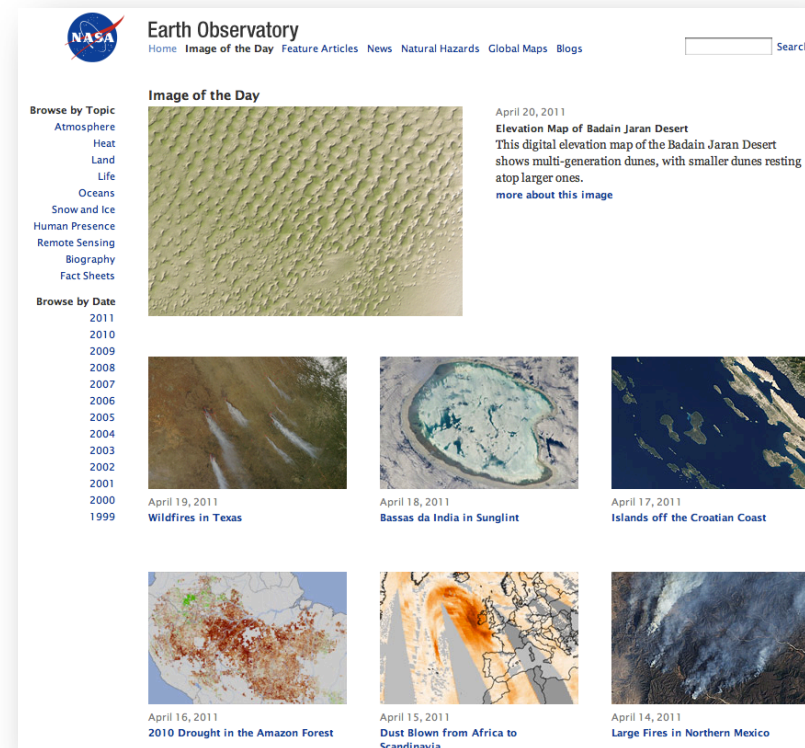 NASA
Earth Observatory
Home Image of the Day Feature Articles News Natural Hazards Global Maps Blogs
Search
Browse by Topic
Atmosphere
Heat
Land
Life
Oceans
Snow and Ice
Human Presence
Remote Sensing
Biography
Fact Sheets
Browse by Date
2011
2010
2009
2008
2007
2006
2005
2004
2003
2002
2001
2000
1999
Image of the Day
April 20, 2011
Elevation Map of Badain Jaran Desert
This digital elevation map of the Badain Jaran Desert
shows multi-generation dunes, with smaller dunes resting
atop larger ones.
more about this image
April 19, 2011
Wildfires in Texas
April 18, 2011
Bassas da India in Sunglint
April 17, 2011
Islands off the Croatian Coast
April 16, 2011
2010 Drought in the Amazon Forest
April 15, 2011
Dust Blown from Africa to
Scandinavia
April 14, 2011
Large Fires in Northern Mexico